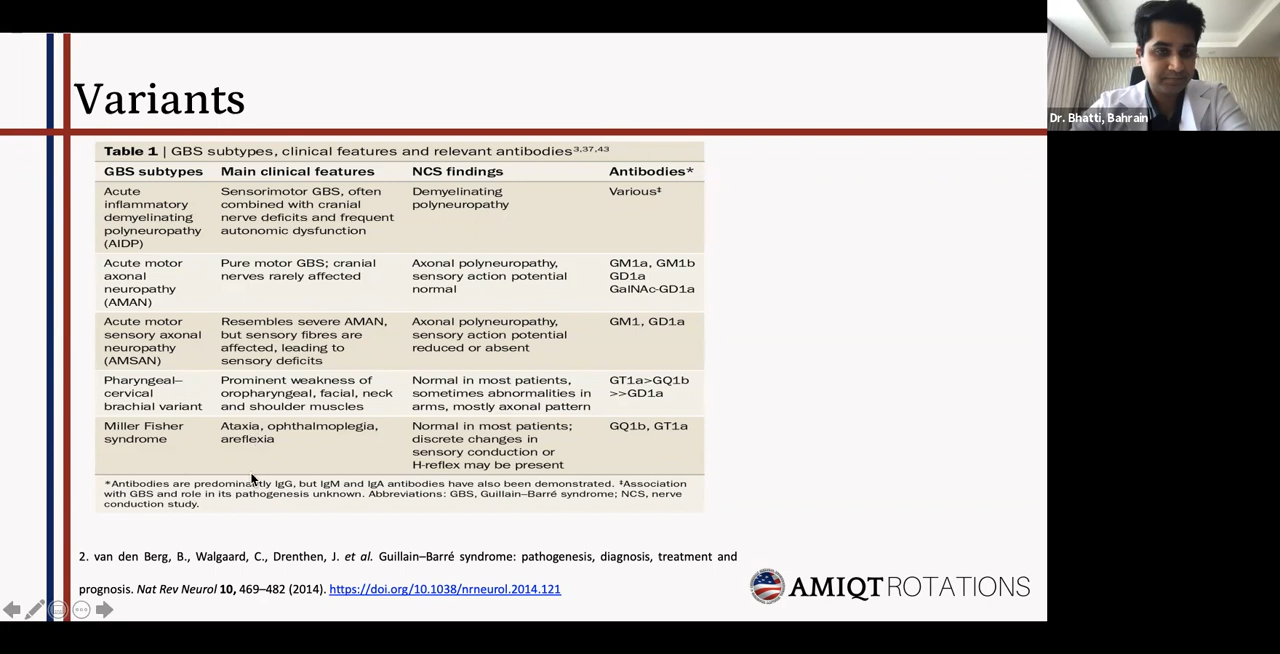 Variants
Dr. Bhatti, Bahrain
Table 1 | GBS subtypes, clinical features and relevant antibodies3,37,43
GBS subtypes Main clinical features NCS findings Antibodies*
Acute Sensorimotor GBS, often Demyelinating Various‡
inflammatory combined with cranial polyneuropathy
demyelinating nerve deficits and frequent
polyneuropathy autonomic dysfunction
(AIDP)
Acute motor Pure motor GBS; cranial Axonal polyneuropathy, GM1a, GM1b
axonal nerves rarely affected sensory action potential GD1a
neuropathy normal GalNAc-GD1a
(AMAN)
Acute motor Resembles severe AMAN, Axonal polyneuropathy, GM1, GD1a
sensory axonal but sensory fibres are sensory action potential
neuropathy affected, leading to reduced or absent
(AMSAN) sensory deficits
Pharyngeal– Prominent weakness of Normal in most patients, GT1a>GQ1b
cervical oropharyngeal, facial, neck sometimes abnormalities in >>GD1a
brachial variant and shoulder muscles arms, mostly axonal pattern
Miller Fisher Ataxia, ophthalmoplegia, Normal in most patients; GQ1b, GT1a
syndrome areflexia discrete changes in
sensory conduction or
H-reflex may be present
*Antibodies are predominantly IgG, but IgM and IgA antibodies have also been demonstrated. ‡Association
with GBS and role in its pathogenesis unknown. Abbreviations: GBS, Guillain–Barré syndrome; NCS, nerve
conduction study.
2. van den Berg, B., Walgaard, C., Drenthen, J. et al. Guillain–Barré syndrome: pathogenesis, diagnosis, treatment and
prognosis. Nat Rev Neurol 10, 469–482 (2014). https://doi.org/10.1038/nrneurol.2014.121
AMIQT ROTATIONS